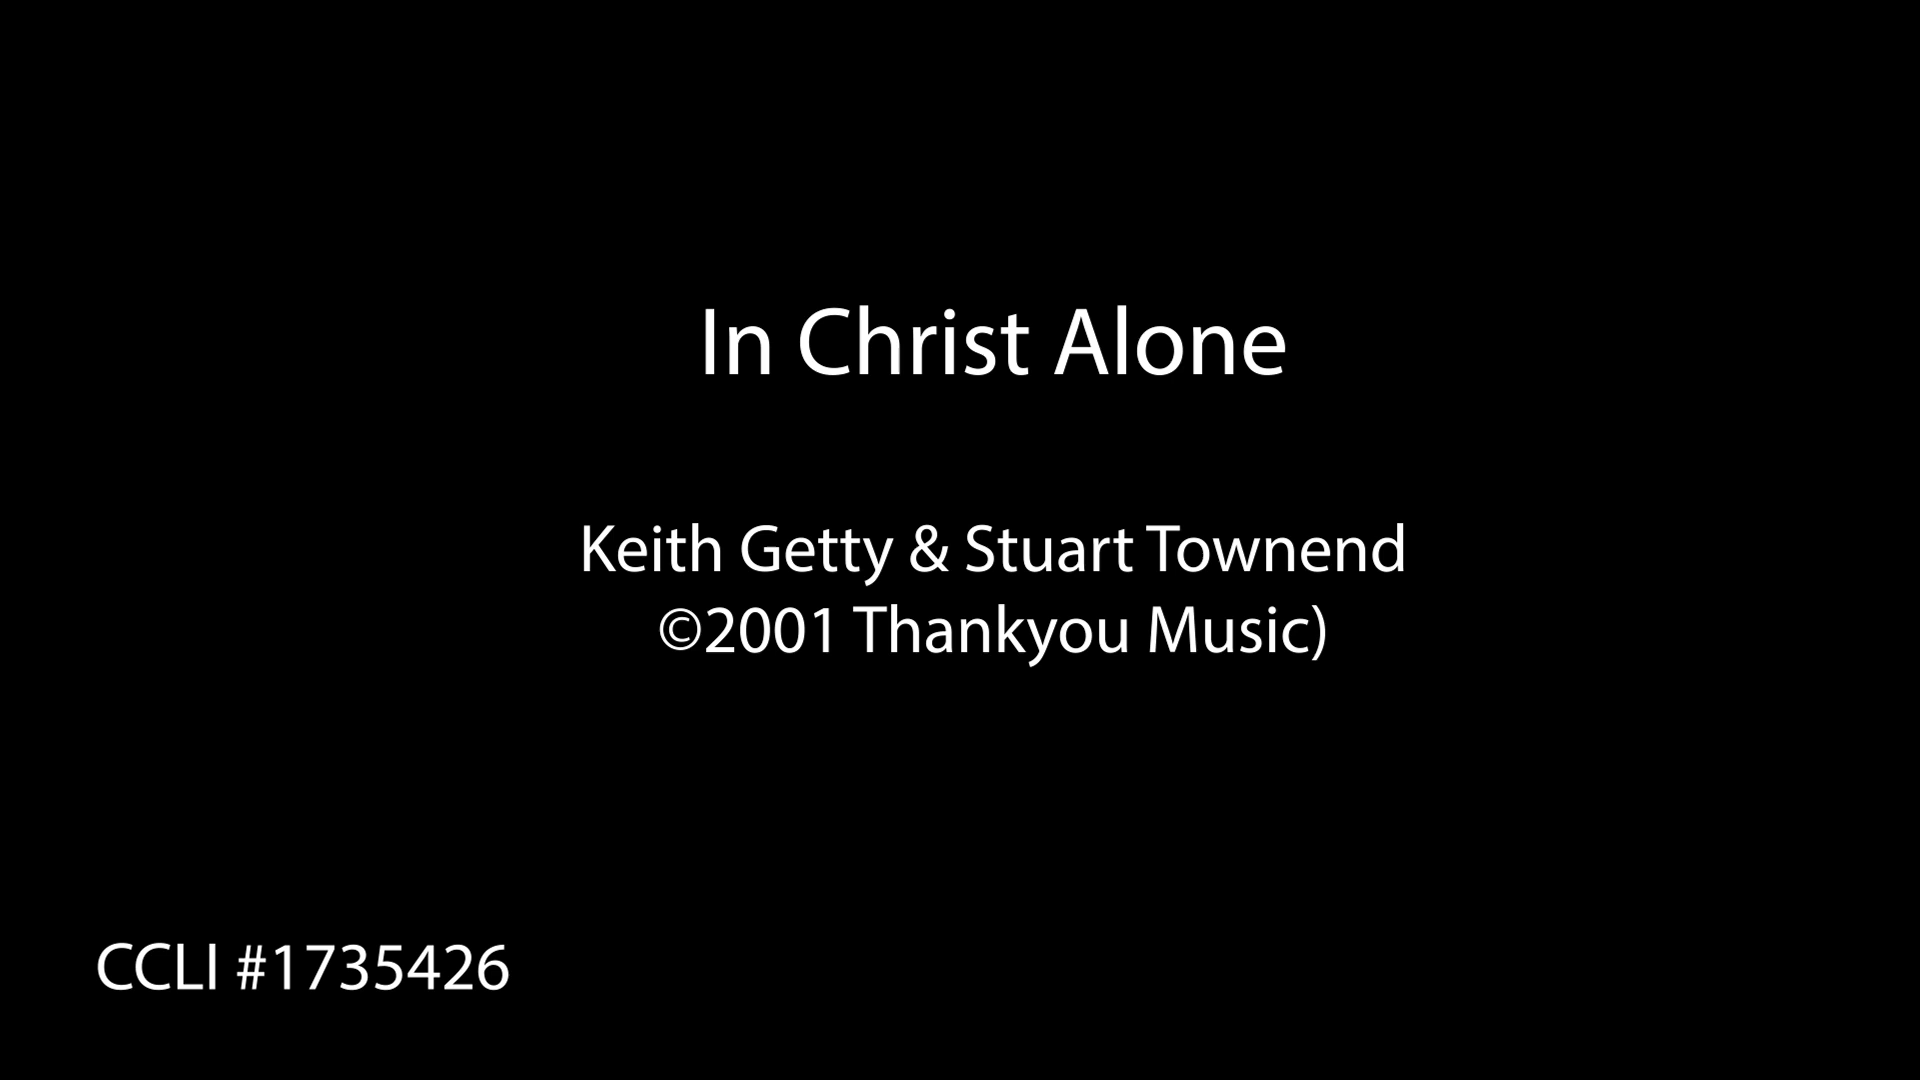 In Christ Alone
Keith Getty & Stuart Townend
©2001 Thankyou Music)
CCLI #1735426